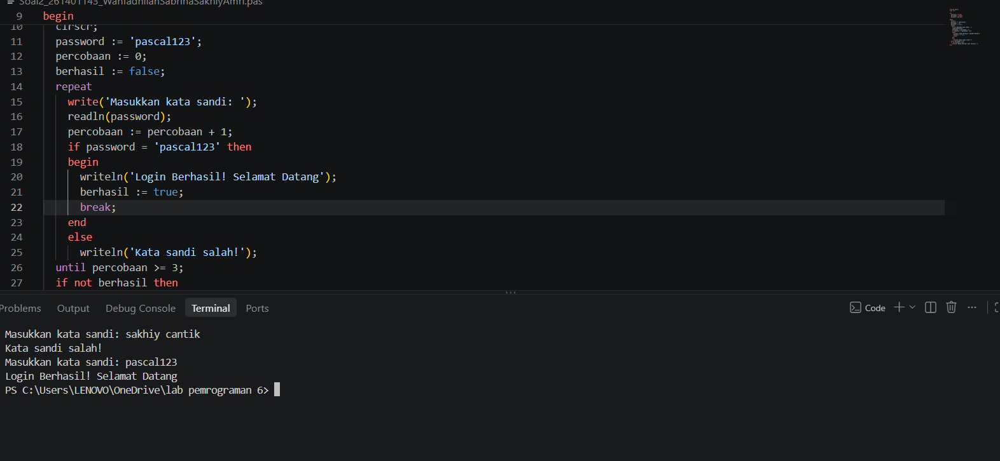 Soal2_261401143_WanfadhilahSabrinaSakhiyAmri.pas
9 begin
10 clrscr;
11 password := 'pascal123';
12 percobaan := 0;
13 berhasil := false;
14 repeat
15 write('Masukkan kata sandi: ');
16 readln(password);
17 percobaan := percobaan + 1;
18 if password = 'pascal123' then
19 begin
20 writeln('Login Berhasil! Selamat Datang');
21 berhasil := true;
22 break;
23 end
24 else
25 writeln('Kata sandi salah!');
26 until percobaan >= 3;
27 if not berhasil then
Problems Output Debug Console Terminal Ports Code
Masukkan kata sandi: sakhiy cantik
Kata sandi salah!
Masukkan kata sandi: pascal123
Login Berhasil! Selamat Datang
PS C:\Users\LENOVO\OneDrive\lab pemrograman 6>